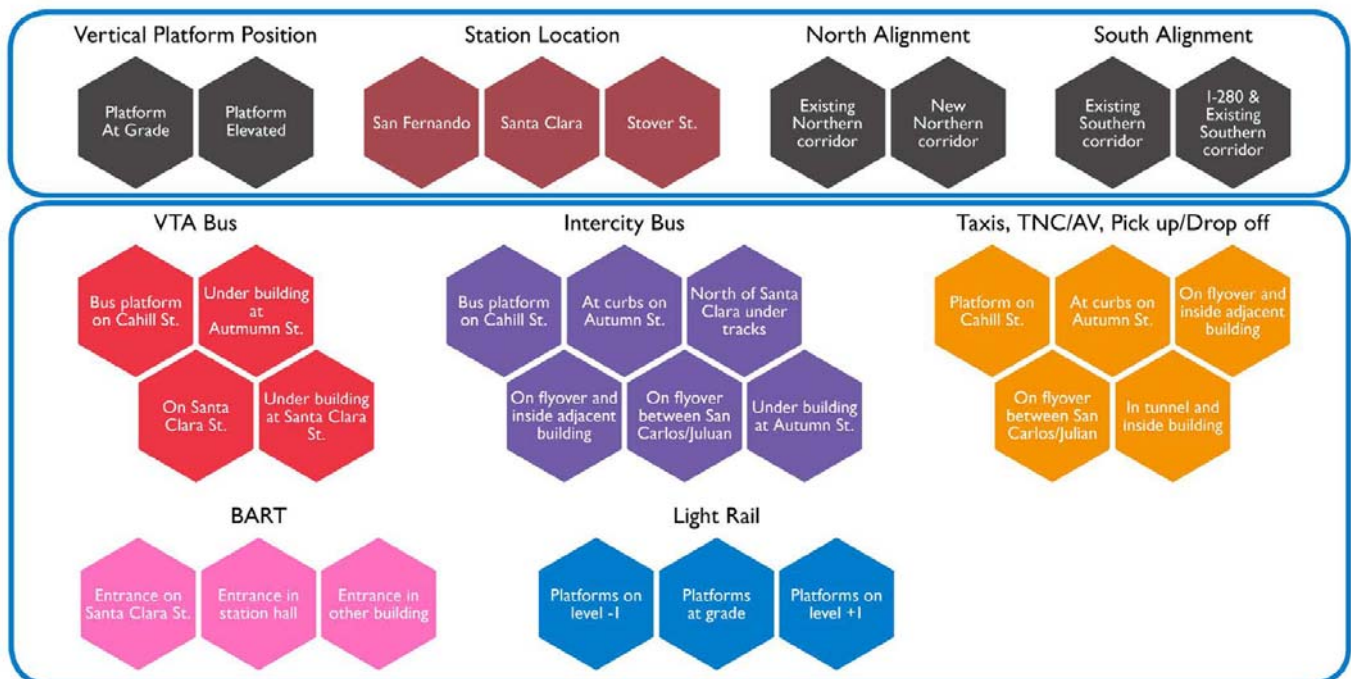 Vertical Platform Position
Station Location
North Alignment
South Alignment
Platform
At Grade
Platform
Elevated
San Fernando
Santa Clara
Stover St.
Existing
Northern
corridor
New
Northern
corridor
Existing
Southern
corridor
I-280 &
Existing
Southern
corridor
VTA Bus
Intercity Bus
Taxis, TNC/AV, Pick up/Drop off
Bus platform
on Cahill St.
Under building
at
Autmumn St.
On Santa
Clara St.
Under building
at Santa Clara
St.
Bus platform
on Cahill St.
At curbs on
Autumn St.
North of Santa
Clara under
tracks
On flyover and
inside adjacent
building
On flyover
between San
Carlos/Juluan
Under building
at Autumn St.
Platform on
Cahill St.
At curbs on
Autumn St.
On flyover and
inside adjacent
building
On flyover
between San
Carlos/Julian
In tunnel and
inside building
BART
Light Rail
Entrance on
Santa Clara St.
Entrance in
station hall
Entrance in
other building
Platforms on
level -1
Platforms
at grade
Platforms on
level +1